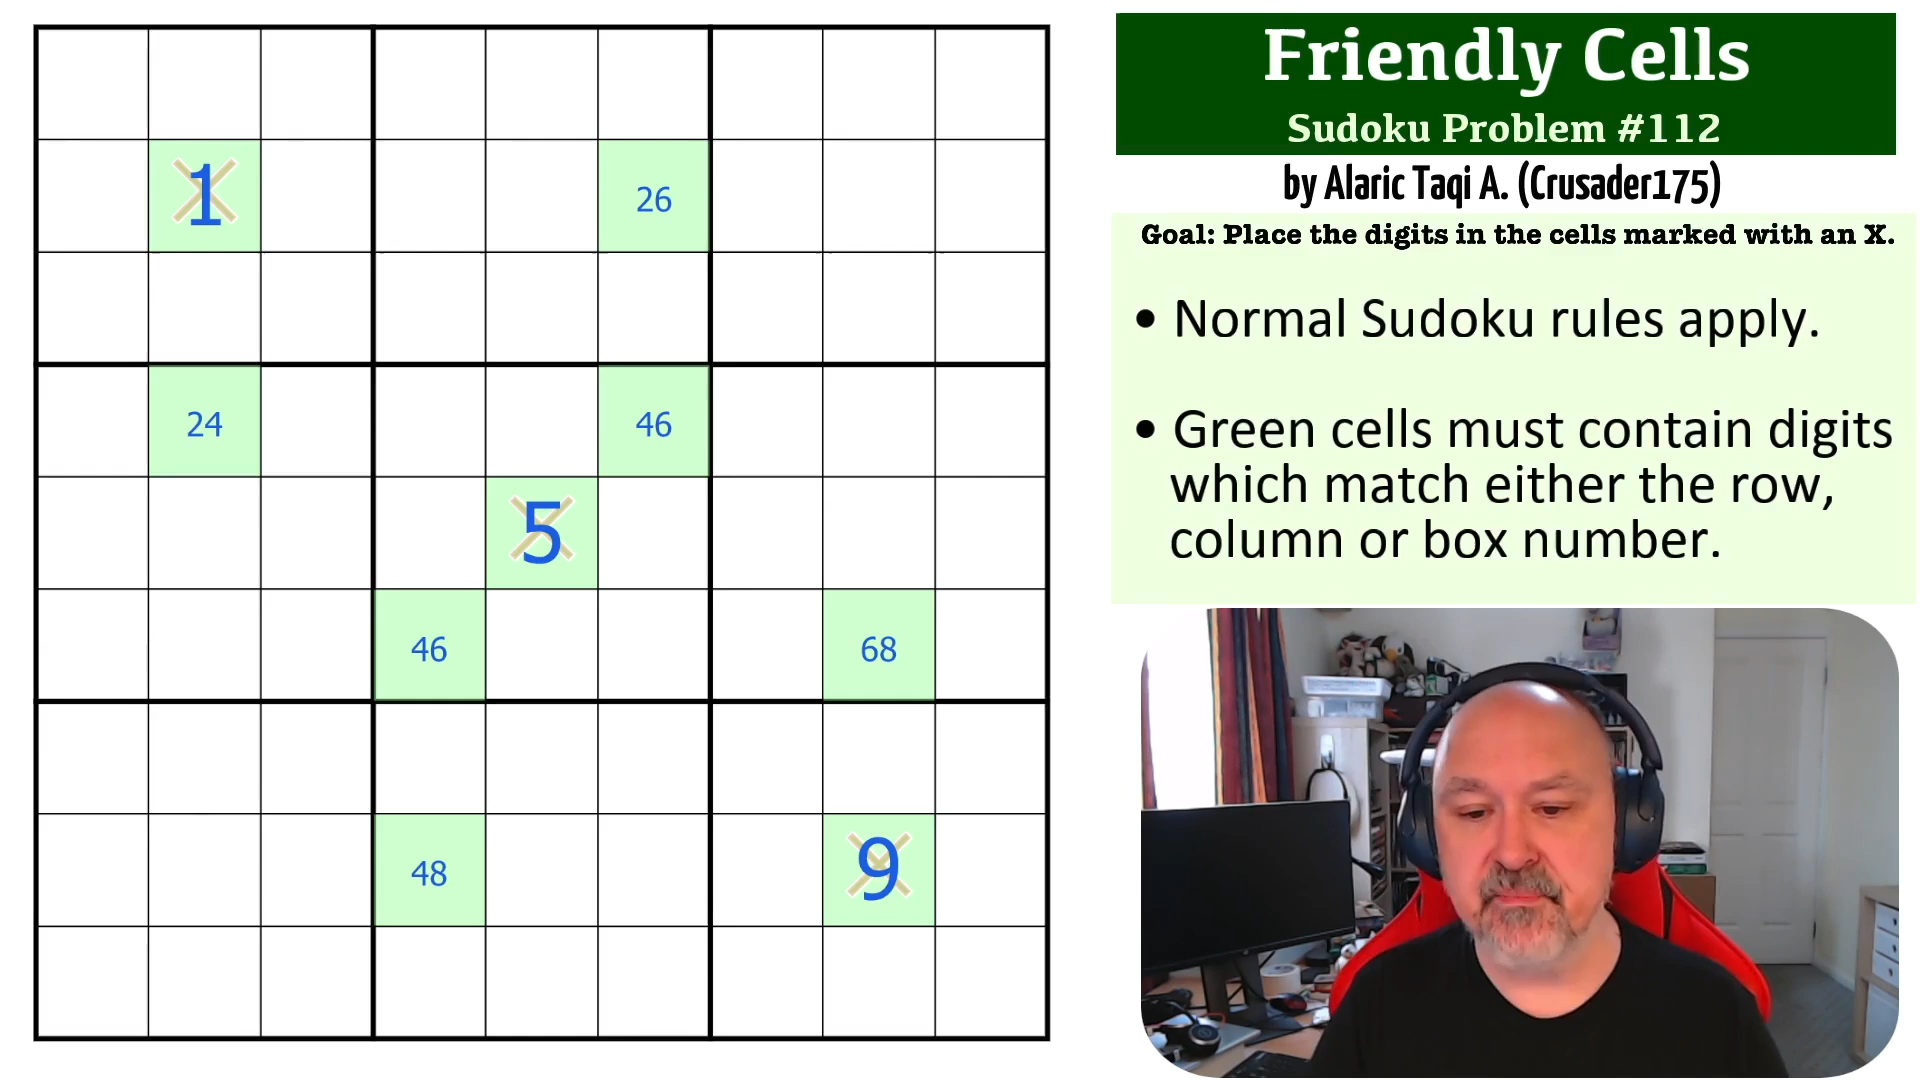 Friendly Cells
Sudoku Problem #112
by Alaric Taqi A. (Crusader175)
Goal: Place the digits in the cells marked with an X.
• Normal Sudoku rules apply.
• Green cells must contain digits
which match either the row,
column or box number.
1
26
24
46
5
46
68
48
9